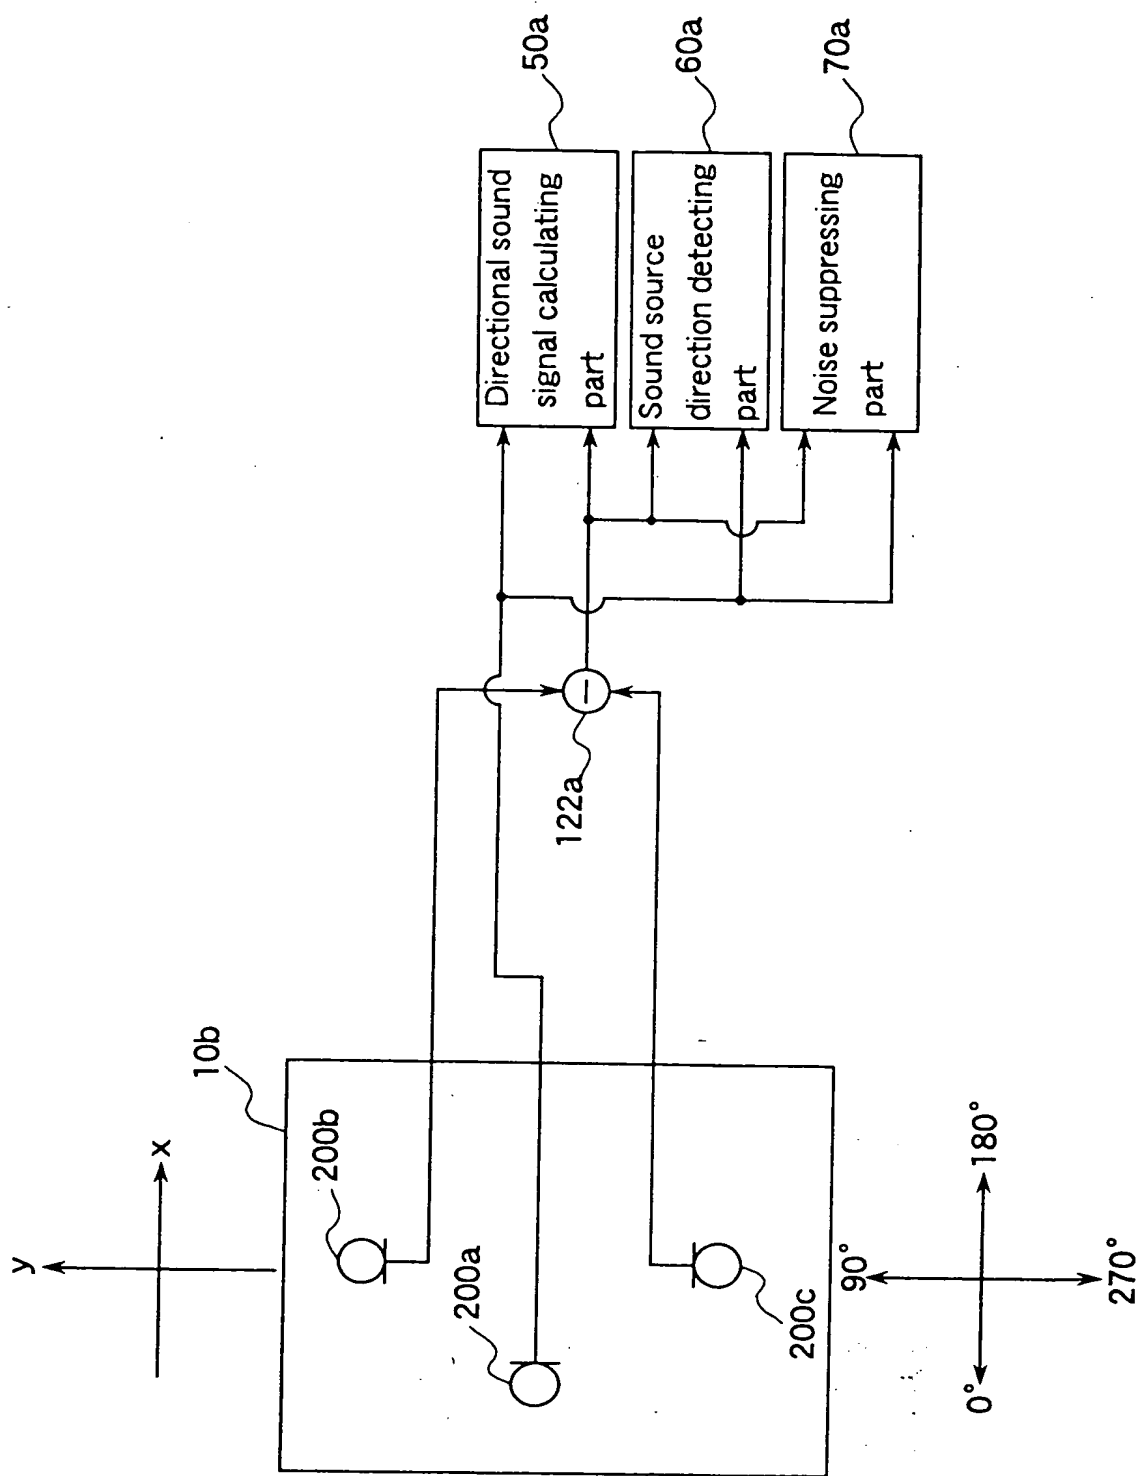 50a
60a
70a
Directional sound
signal calculating
part
Sound source
direction detecting
part
Noise suppressing
part
122a
10b
y
x
200b
200a
200c
90°
0°
180°
270°